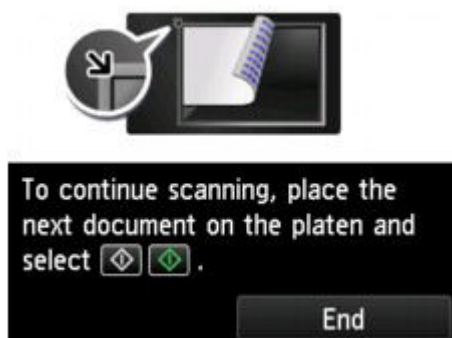 To continue scanning, place the
next document on the platen and
select .
End